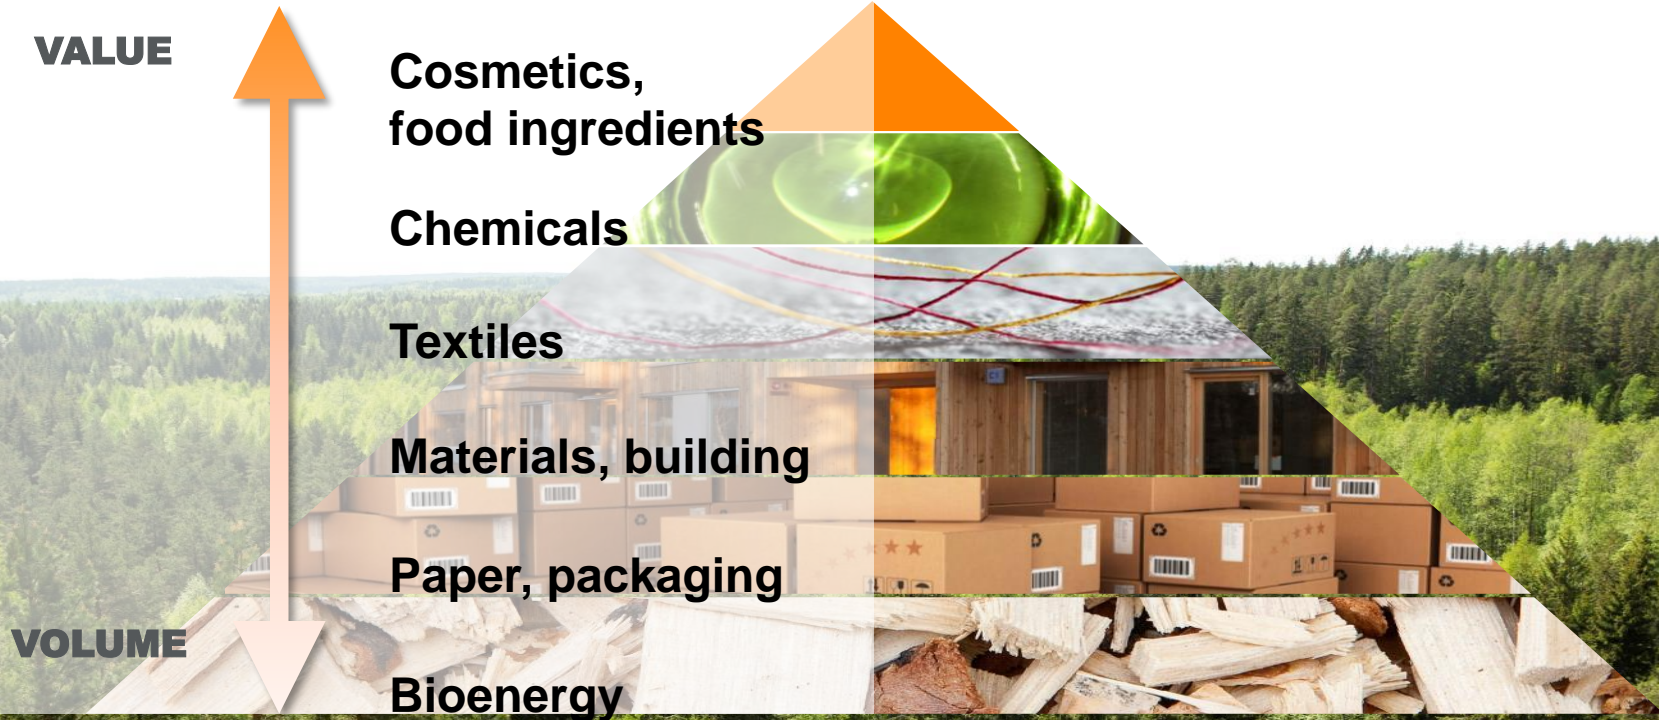 VALUE
Cosmetics,
food ingredients
Chemicals
Textiles
Materials, building
Paper, packaging
VOLUME
Bioenergy